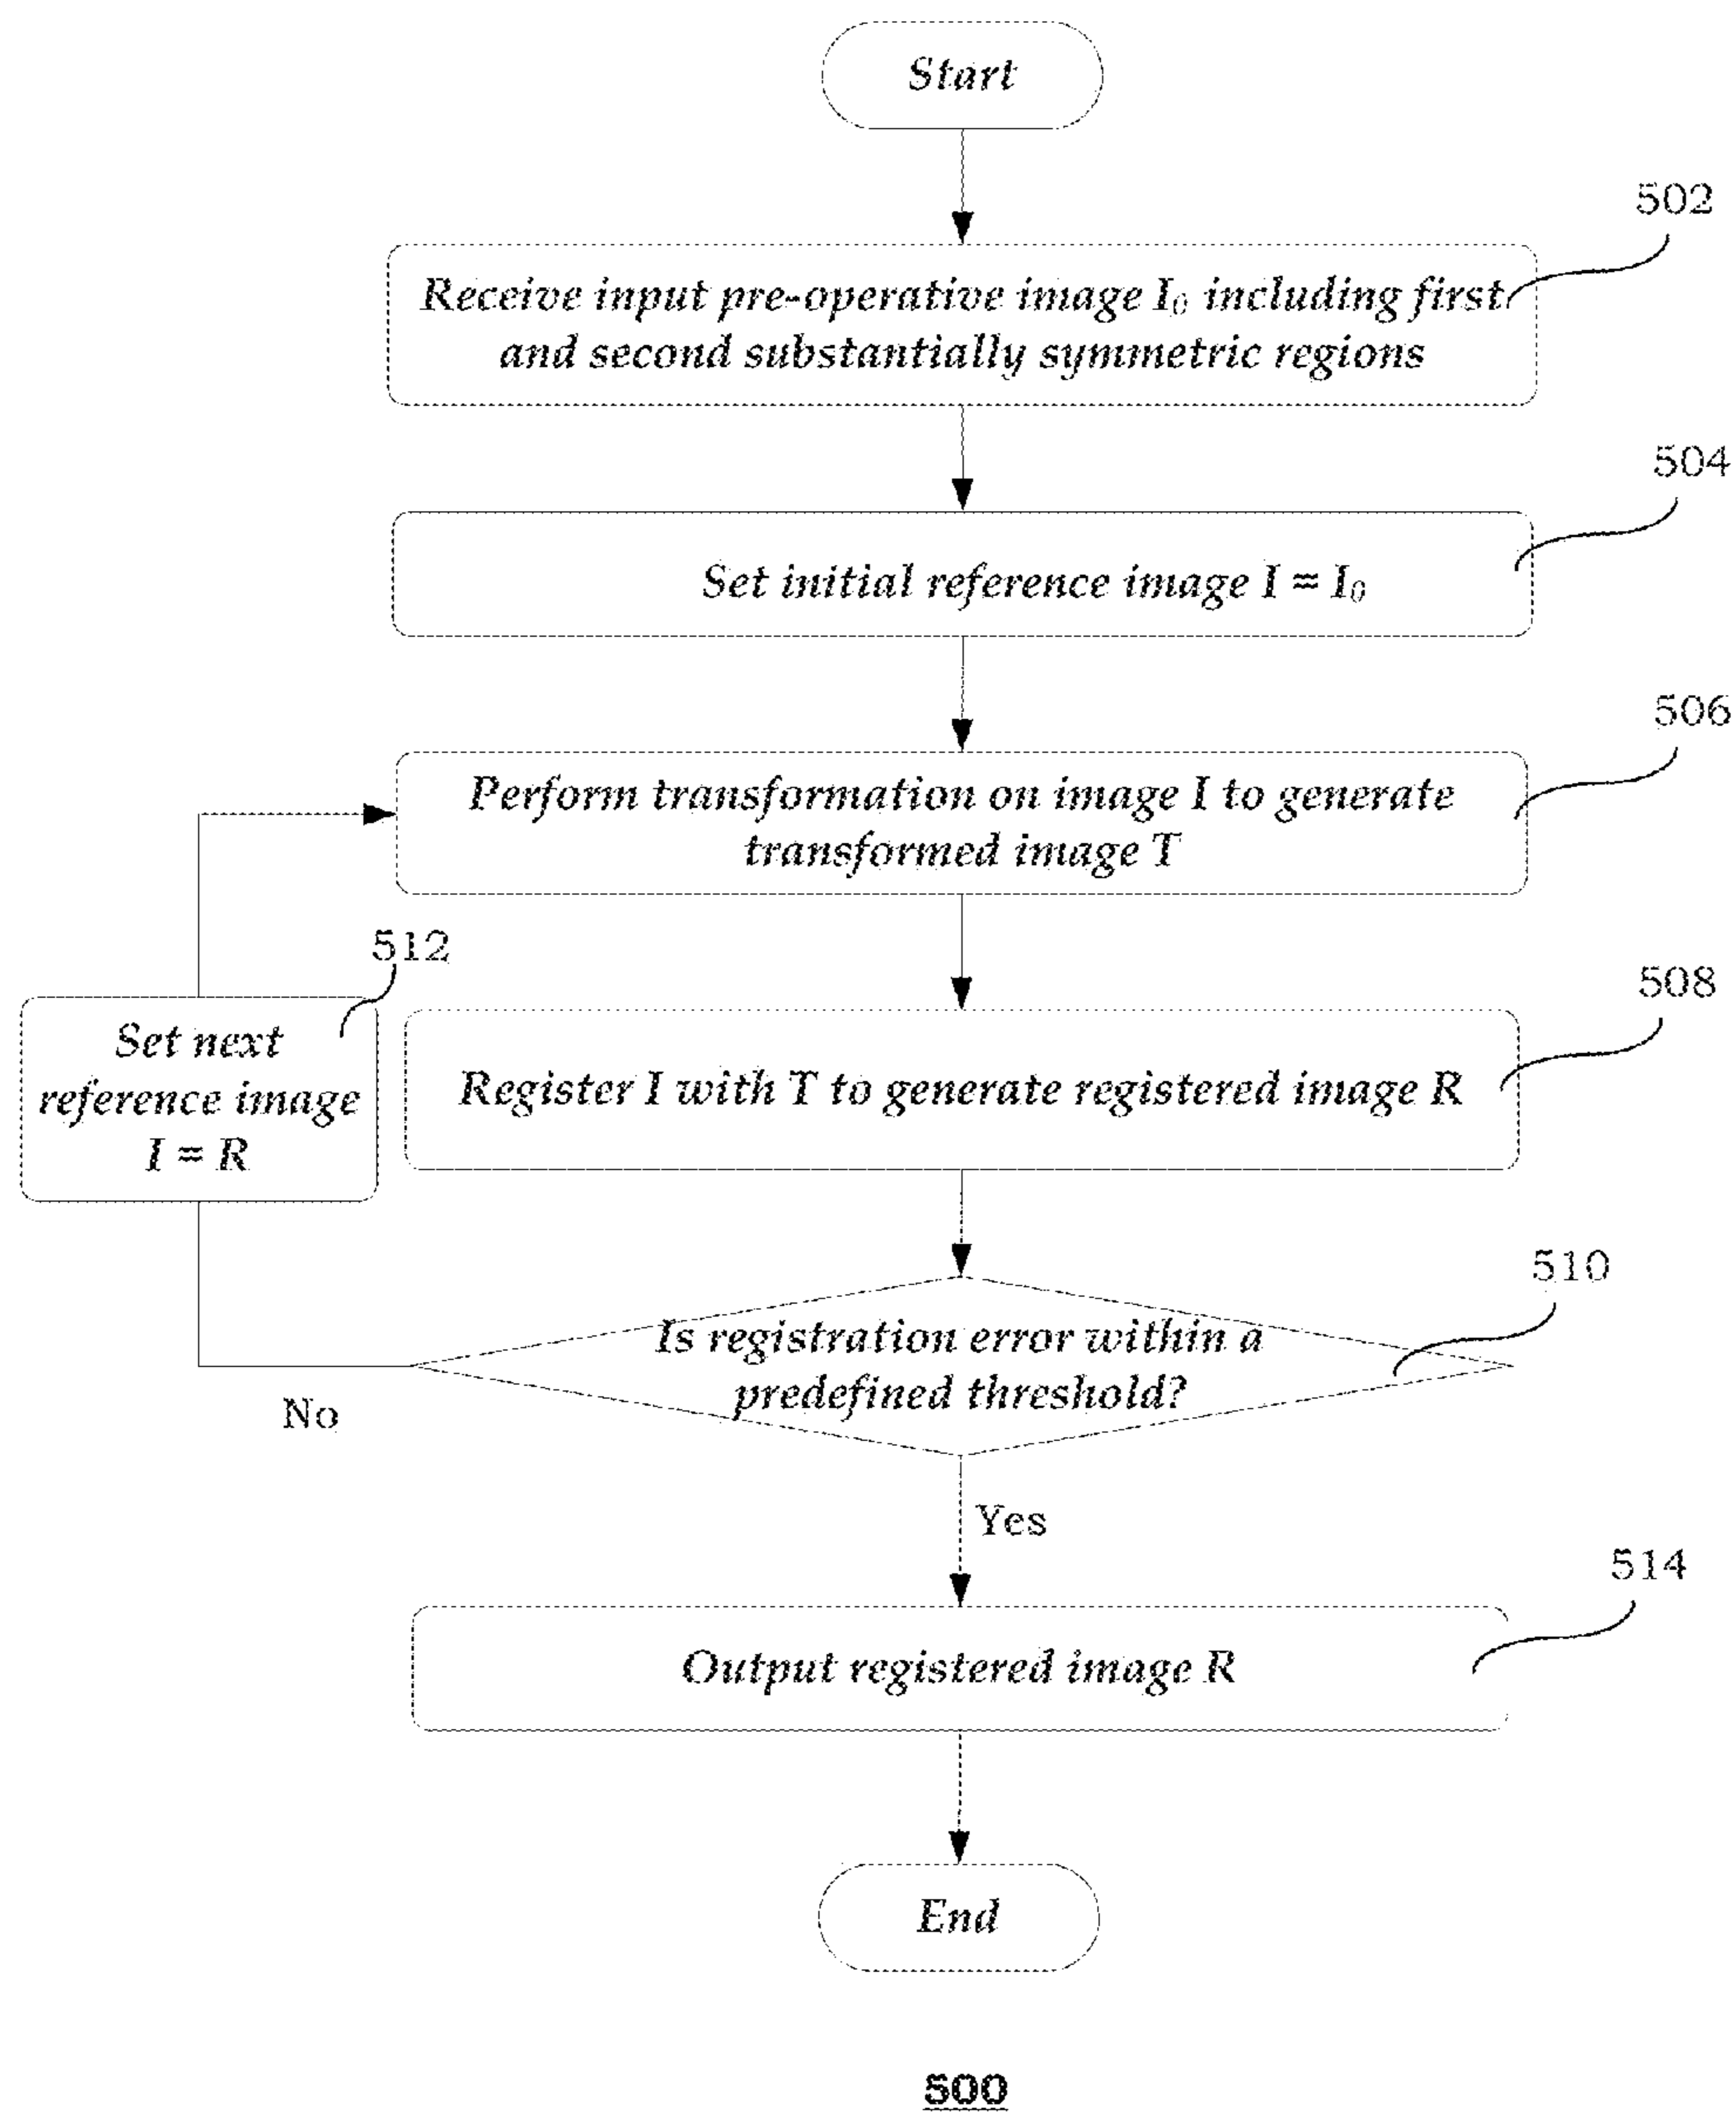 Start
502
Receive input pre-operative image I₀ including first
and second substantially symmetric regions
504
Set initial reference image I = I₀
506
Perform transformation on image I to generate
transformed image T
512
Set next
reference image
I = R
508
Register I with T to generate registered image R
510
Is registration error within a
predefined threshold?
No
Yes
514
Output registered image R
End
500